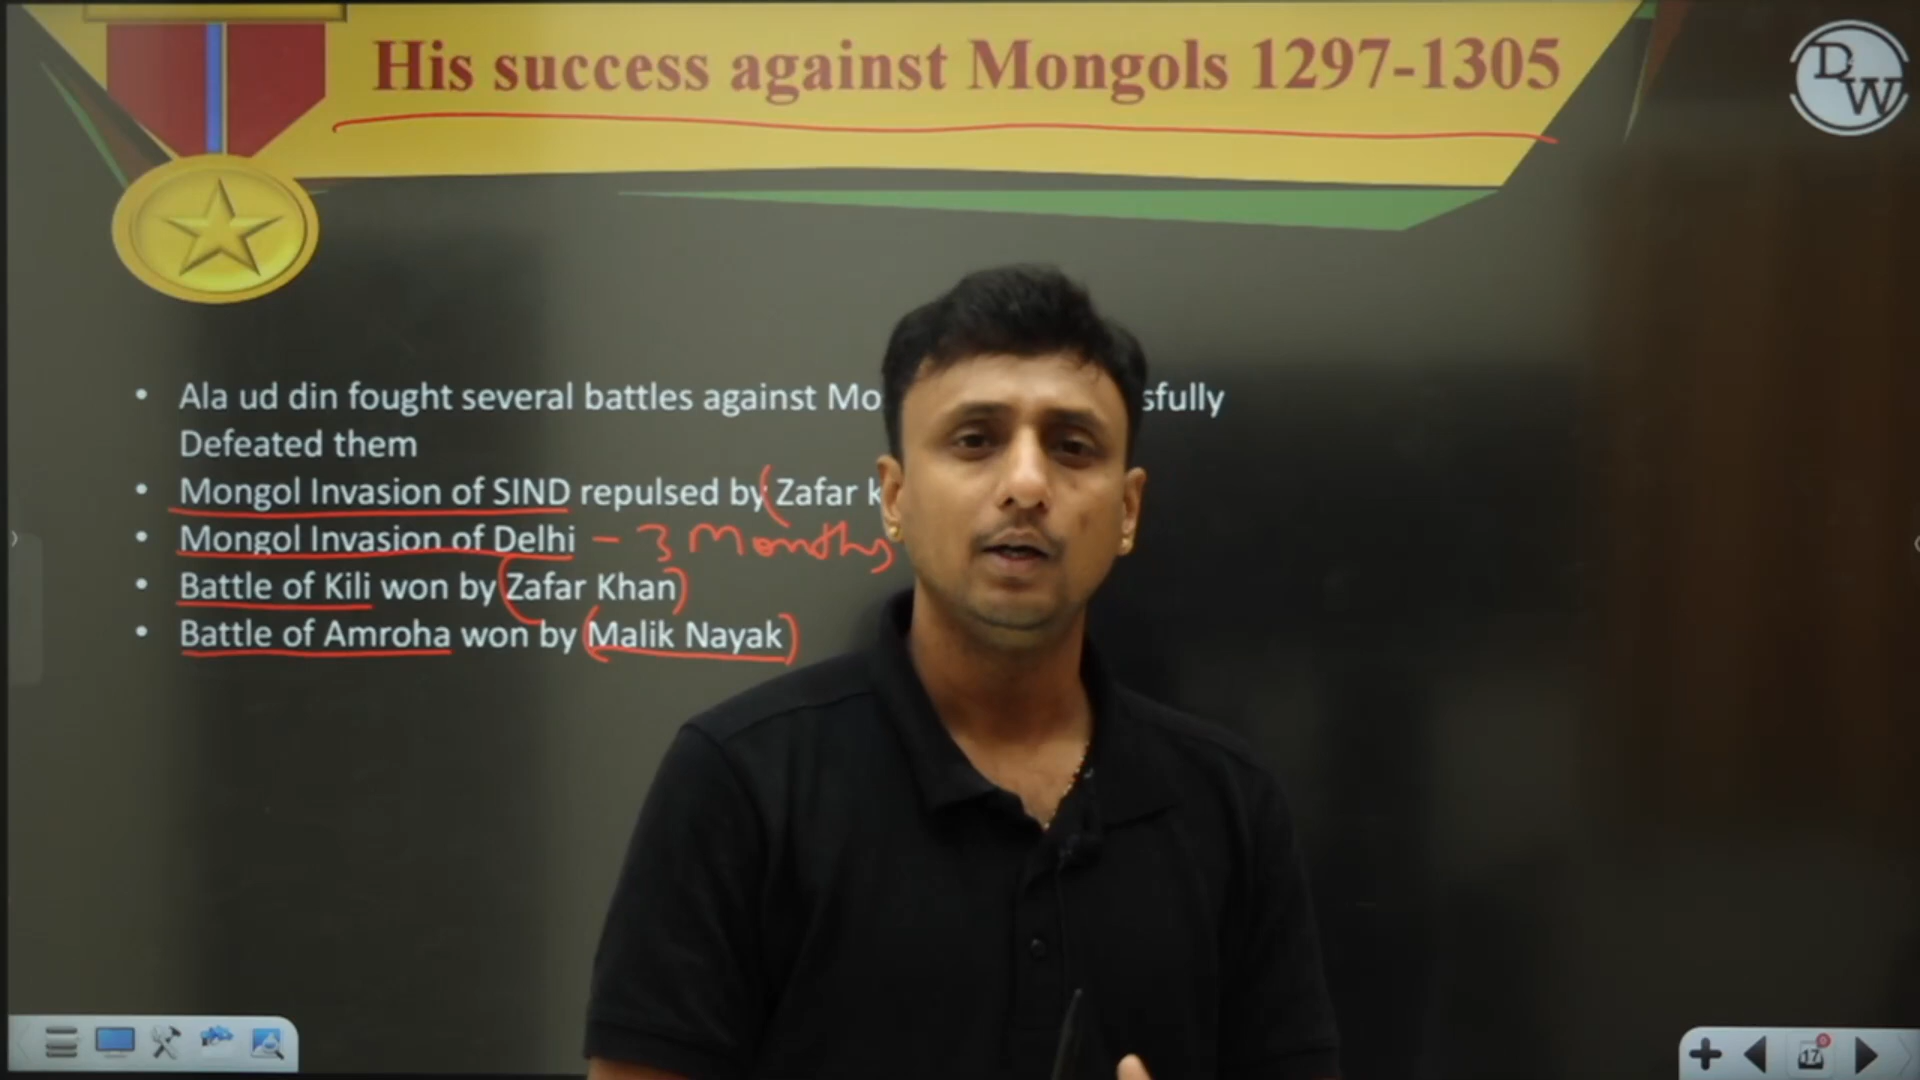 His success against Mongols 1297-1305
DW
• Ala ud din fought several battles against Mo sfully
Defeated them
• Mongol Invasion of SIND repulsed by (Zafar k
• Mongol Invasion of Delhi – 3 Months
• Battle of Kili won by (Zafar Khan)
• Battle of Amroha won by (Malik Nayak)
17